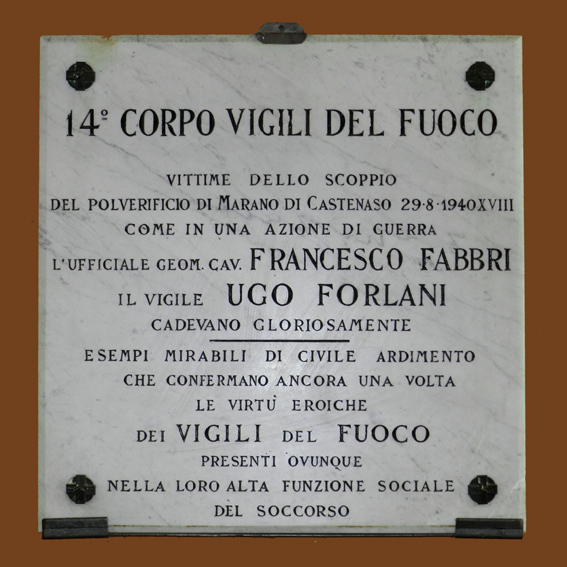 14º CORPO VIGILI DEL FUOCO
VITTIME DELLO SCOPPIO
DEL POLVERIFICIO DI MARANO DI CASTENASO 29·8·1940XVIII
COME IN UNA AZIONE DI GUERRA
L'UFFICIALE GEOM. CAV. FRANCESCO FABBRI
IL VIGILE UGO FORLANI
CADEVANO GLORIOSAMENTE
ESEMPI MIRABILI DI CIVILE ARDIMENTO
CHE CONFERMANO ANCORA UNA VOLTA
LE VIRTÙ EROICHE
DEI VIGILI DEL FUOCO
PRESENTI OVUNQUE
NELLA LORO ALTA FUNZIONE SOCIALE
DEL SOCCORSO